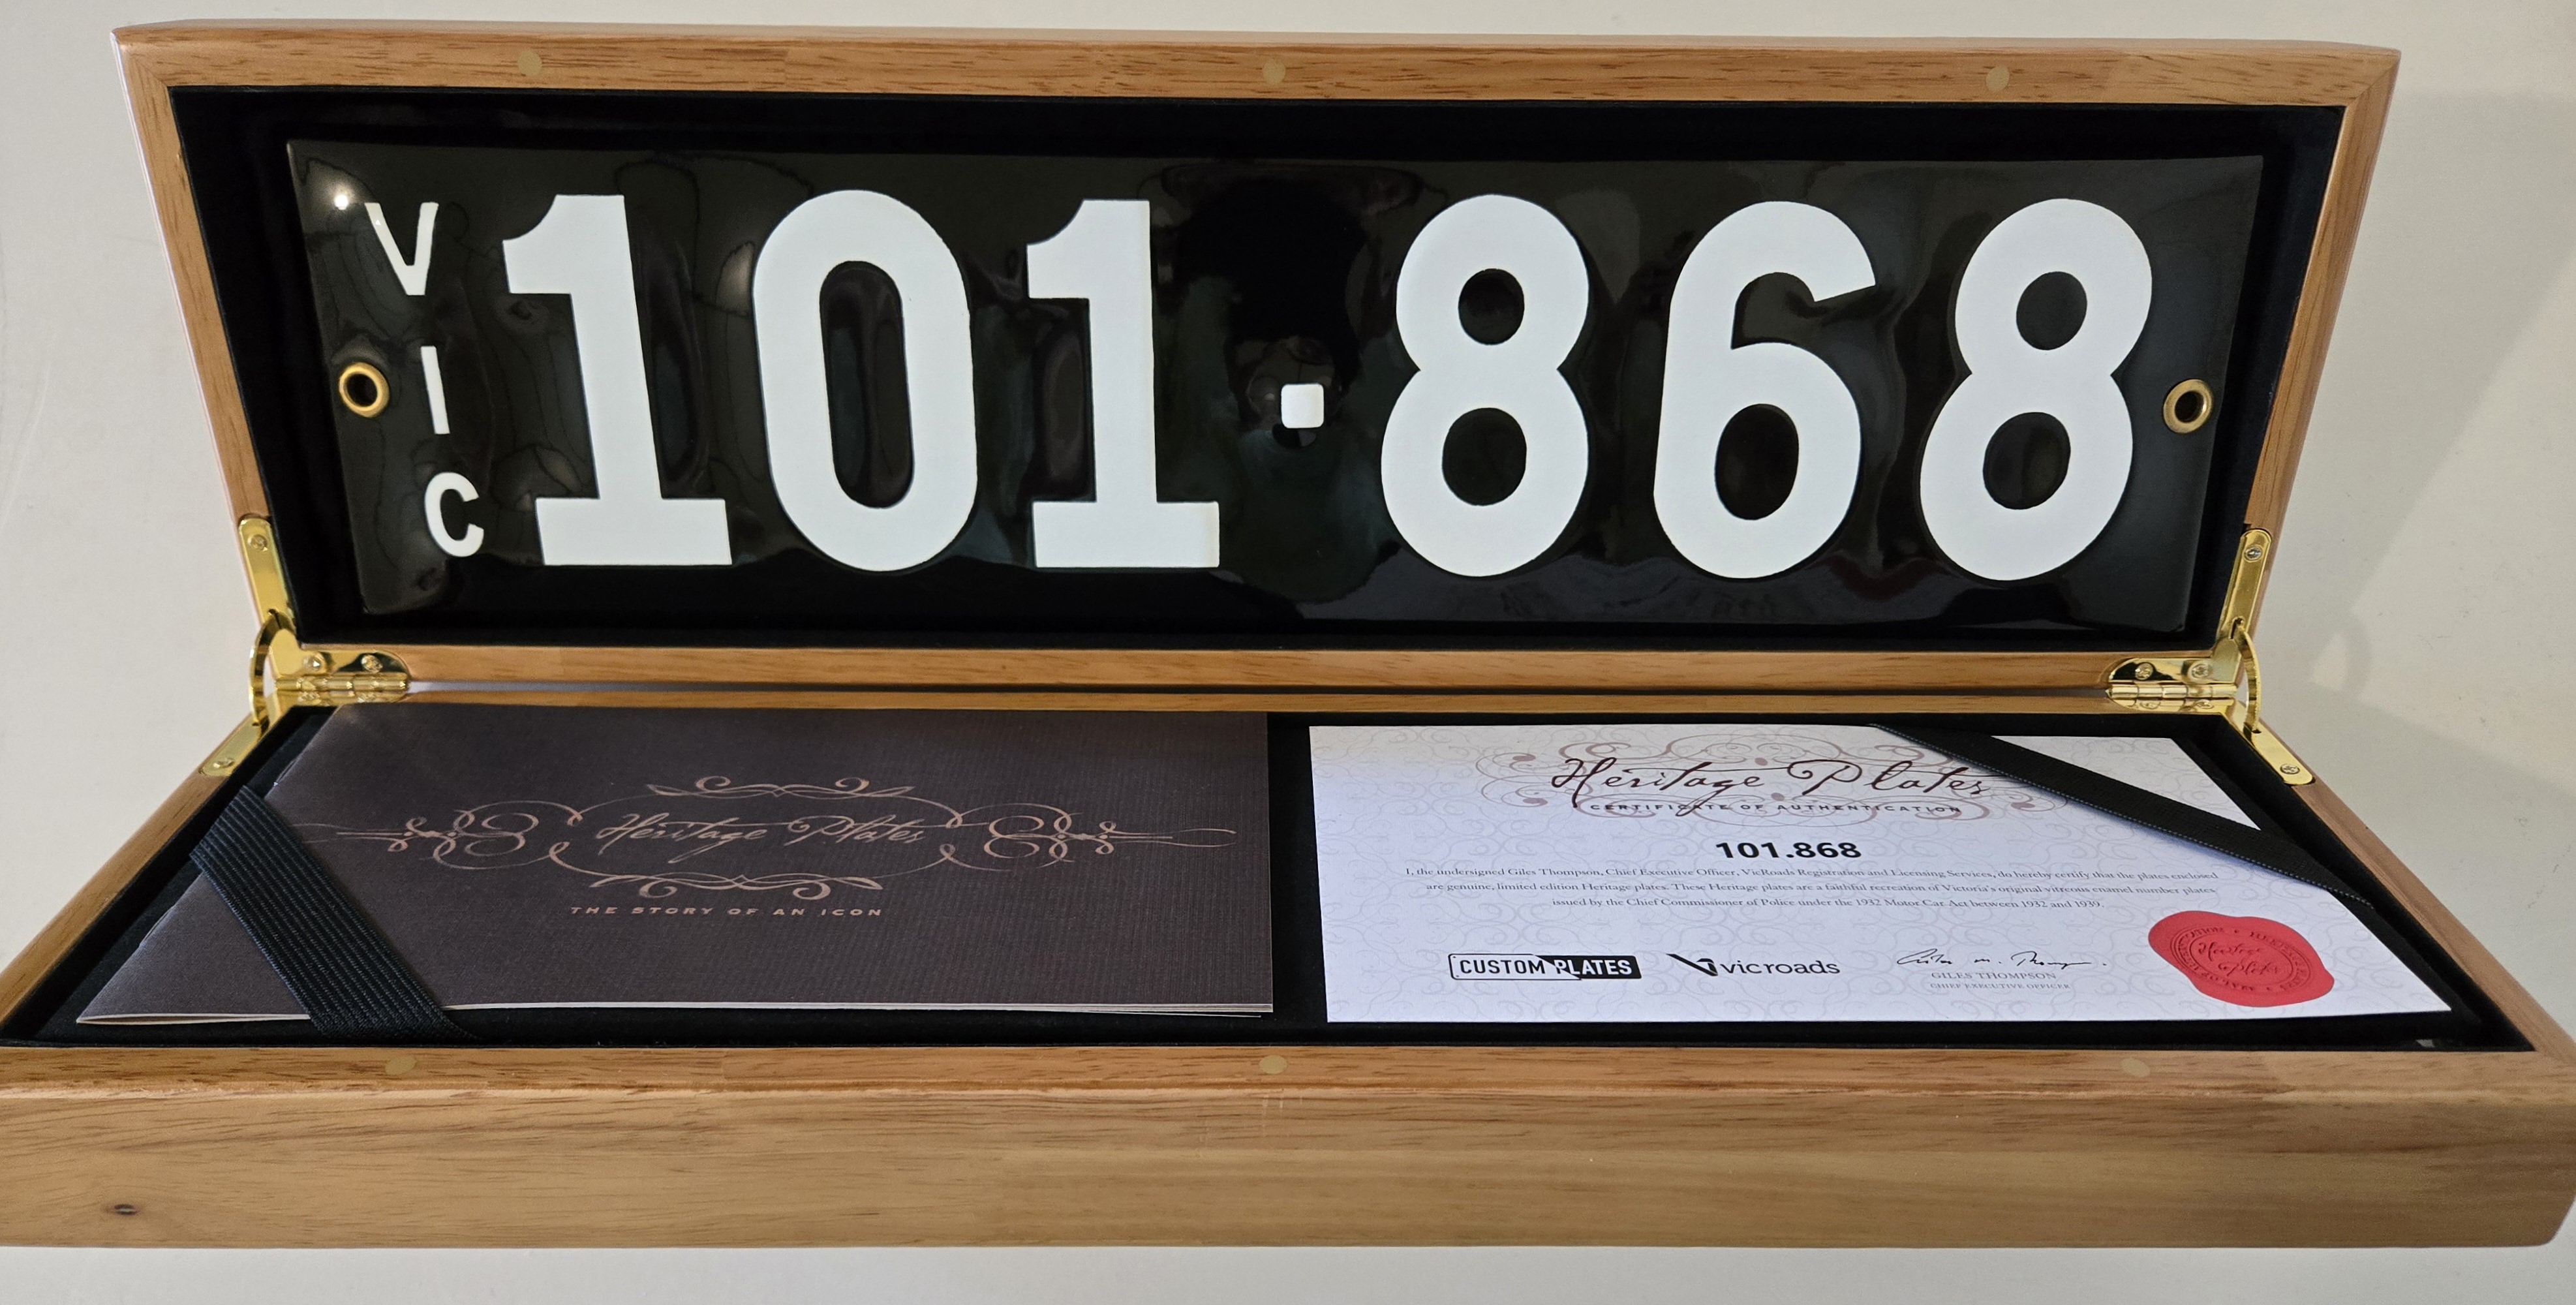 VIC 101·868
Heritage Plates
THE STORY OF AN ICON
Heritage Plates
CERTIFICATE OF AUTHENTICATION
101.868
I, the undersigned Giles Thompson, Chief Executive Officer, VicRoads Registration and Licensing Services, do hereby certify that the plates enclosed
are genuine, limited edition Heritage plates. These Heritage plates are a faithful recreation of Victoria's original vitreous enamel number plates
issued by the Chief Commissioner of Police under the 1932 Motor Car Act between 1932 and 1939.
CUSTOM PLATES
vicroads
GILES THOMPSON
CHIEF EXECUTIVE OFFICER
Heritage
Plates